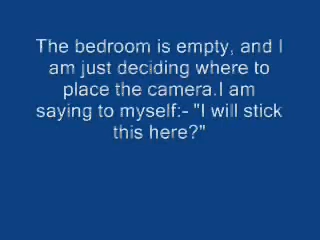 The bedroom is empty, and I
am just deciding where to
place the camera.I am
saying to myself:- "I will stick
this here?"